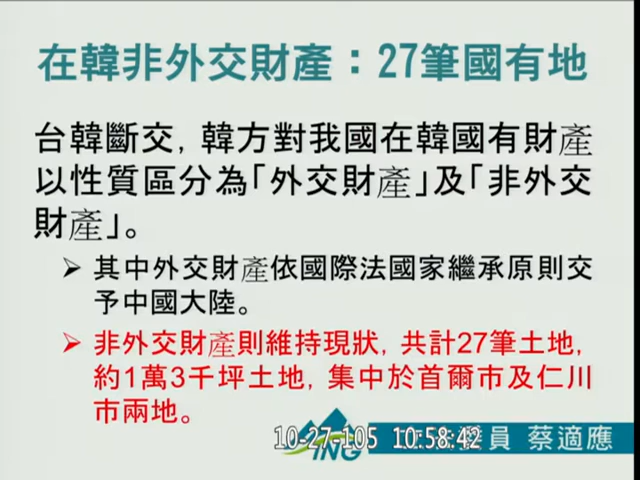 在韓非外交財產：27筆國有地
台韓斷交，韓方對我國在韓國有財產
以性質區分為「外交財產」及「非外交
財產」。
其中外交財產依國際法國家繼承原則交
予中國大陸。
非外交財產則維持現狀，共計27筆土地，
約1萬3千坪土地，集中於首爾市及仁川
市兩地。
10-27-105 10:58:42
ING
員 蔡適應